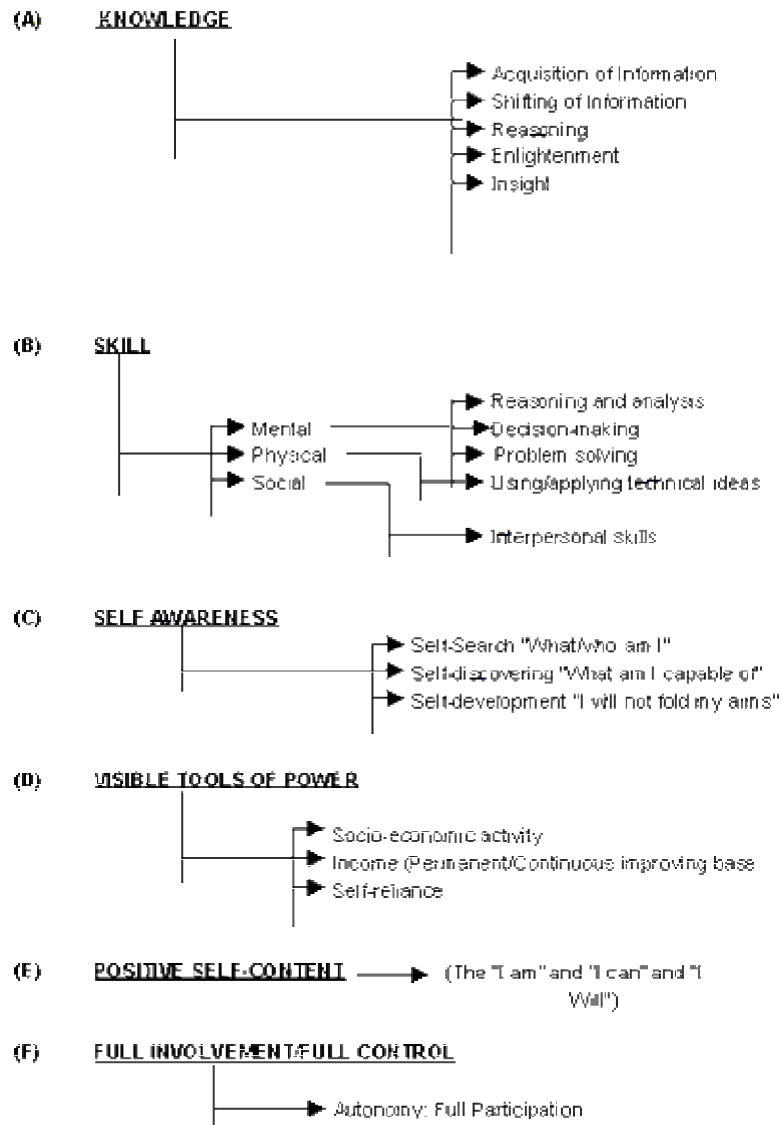 (A) KNOWLEDGE
Acquisition of Information
Shifting of Information
Reasoning
Enlightenment
Insight
(B) SKILL
Reasoning and analysis
Mental
Decision-making
Physical
Problem solving
Social
Using/applying technical ideas
Interpersonal skills
(C) SELF AWARENESS
Self-Search "What/who am I"
Self-discovering "What am I capable of"
Self-development "I will not fold my arms"
(D) VISIBLE TOOLS OF POWER
Socio-economic activity
Income (Permanent/Continuous improving base
Self-reliance
(E) POSITIVE SELF-CONTENT (The "I am" and "I can" and "I
Will")
(F) FULL INVOLVEMENT/FULL CONTROL
Autonomy: Full Participation